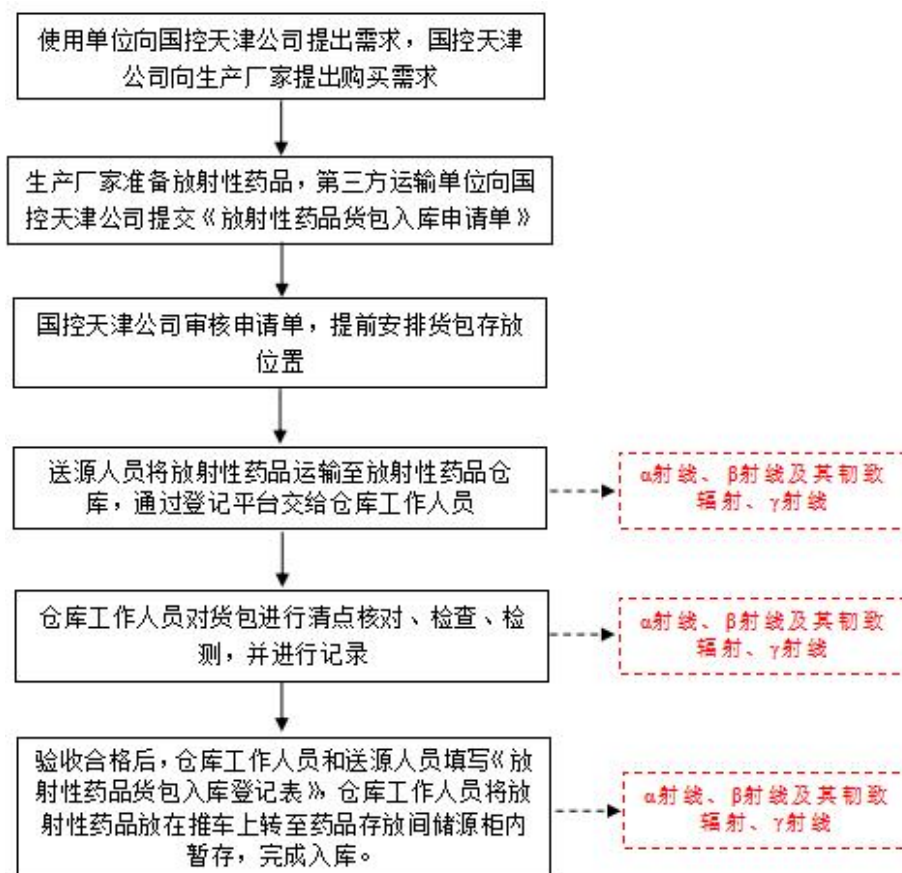 使用单位向国控天津公司提出需求，国控天津
公司向生产厂家提出购买需求
生产厂家准备放射性药品，第三方运输单位向国
控天津公司提交《放射性药品货包入库申请单》
国控天津公司审核申请单，提前安排货包存放
位置
送源人员将放射性药品运输至放射性药品仓
库，通过登记平台交给仓库工作人员
α射线、β射线及其韧致
辐射、γ射线
仓库工作人员对货包进行清点核对、检查、检
测，并进行记录
α射线、β射线及其韧致
辐射、γ射线
验收合格后，仓库工作人员和送源人员填写《放
射性药品货包入库登记表》，仓库工作人员将放
射性药品放在推车上转至药品存放间储源柜内
暂存，完成入库。
α射线、β射线及其韧致
辐射、γ射线